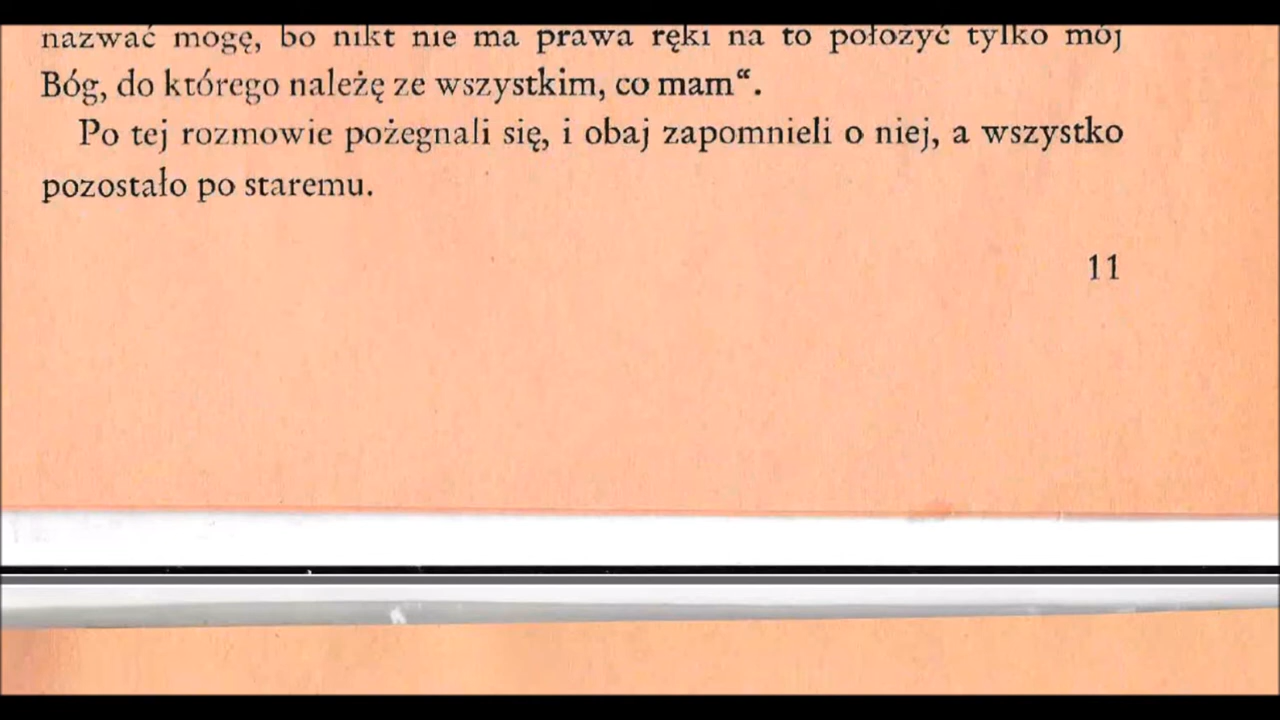 nazwać mogę, bo nikt nie ma prawa ręki na to położyć tylko mój
Bóg, do którego należę ze wszystkim, co mam“.
Po tej rozmowie pożegnali się, i obaj zapomnieli o niej, a wszystko
pozostało po staremu.
11